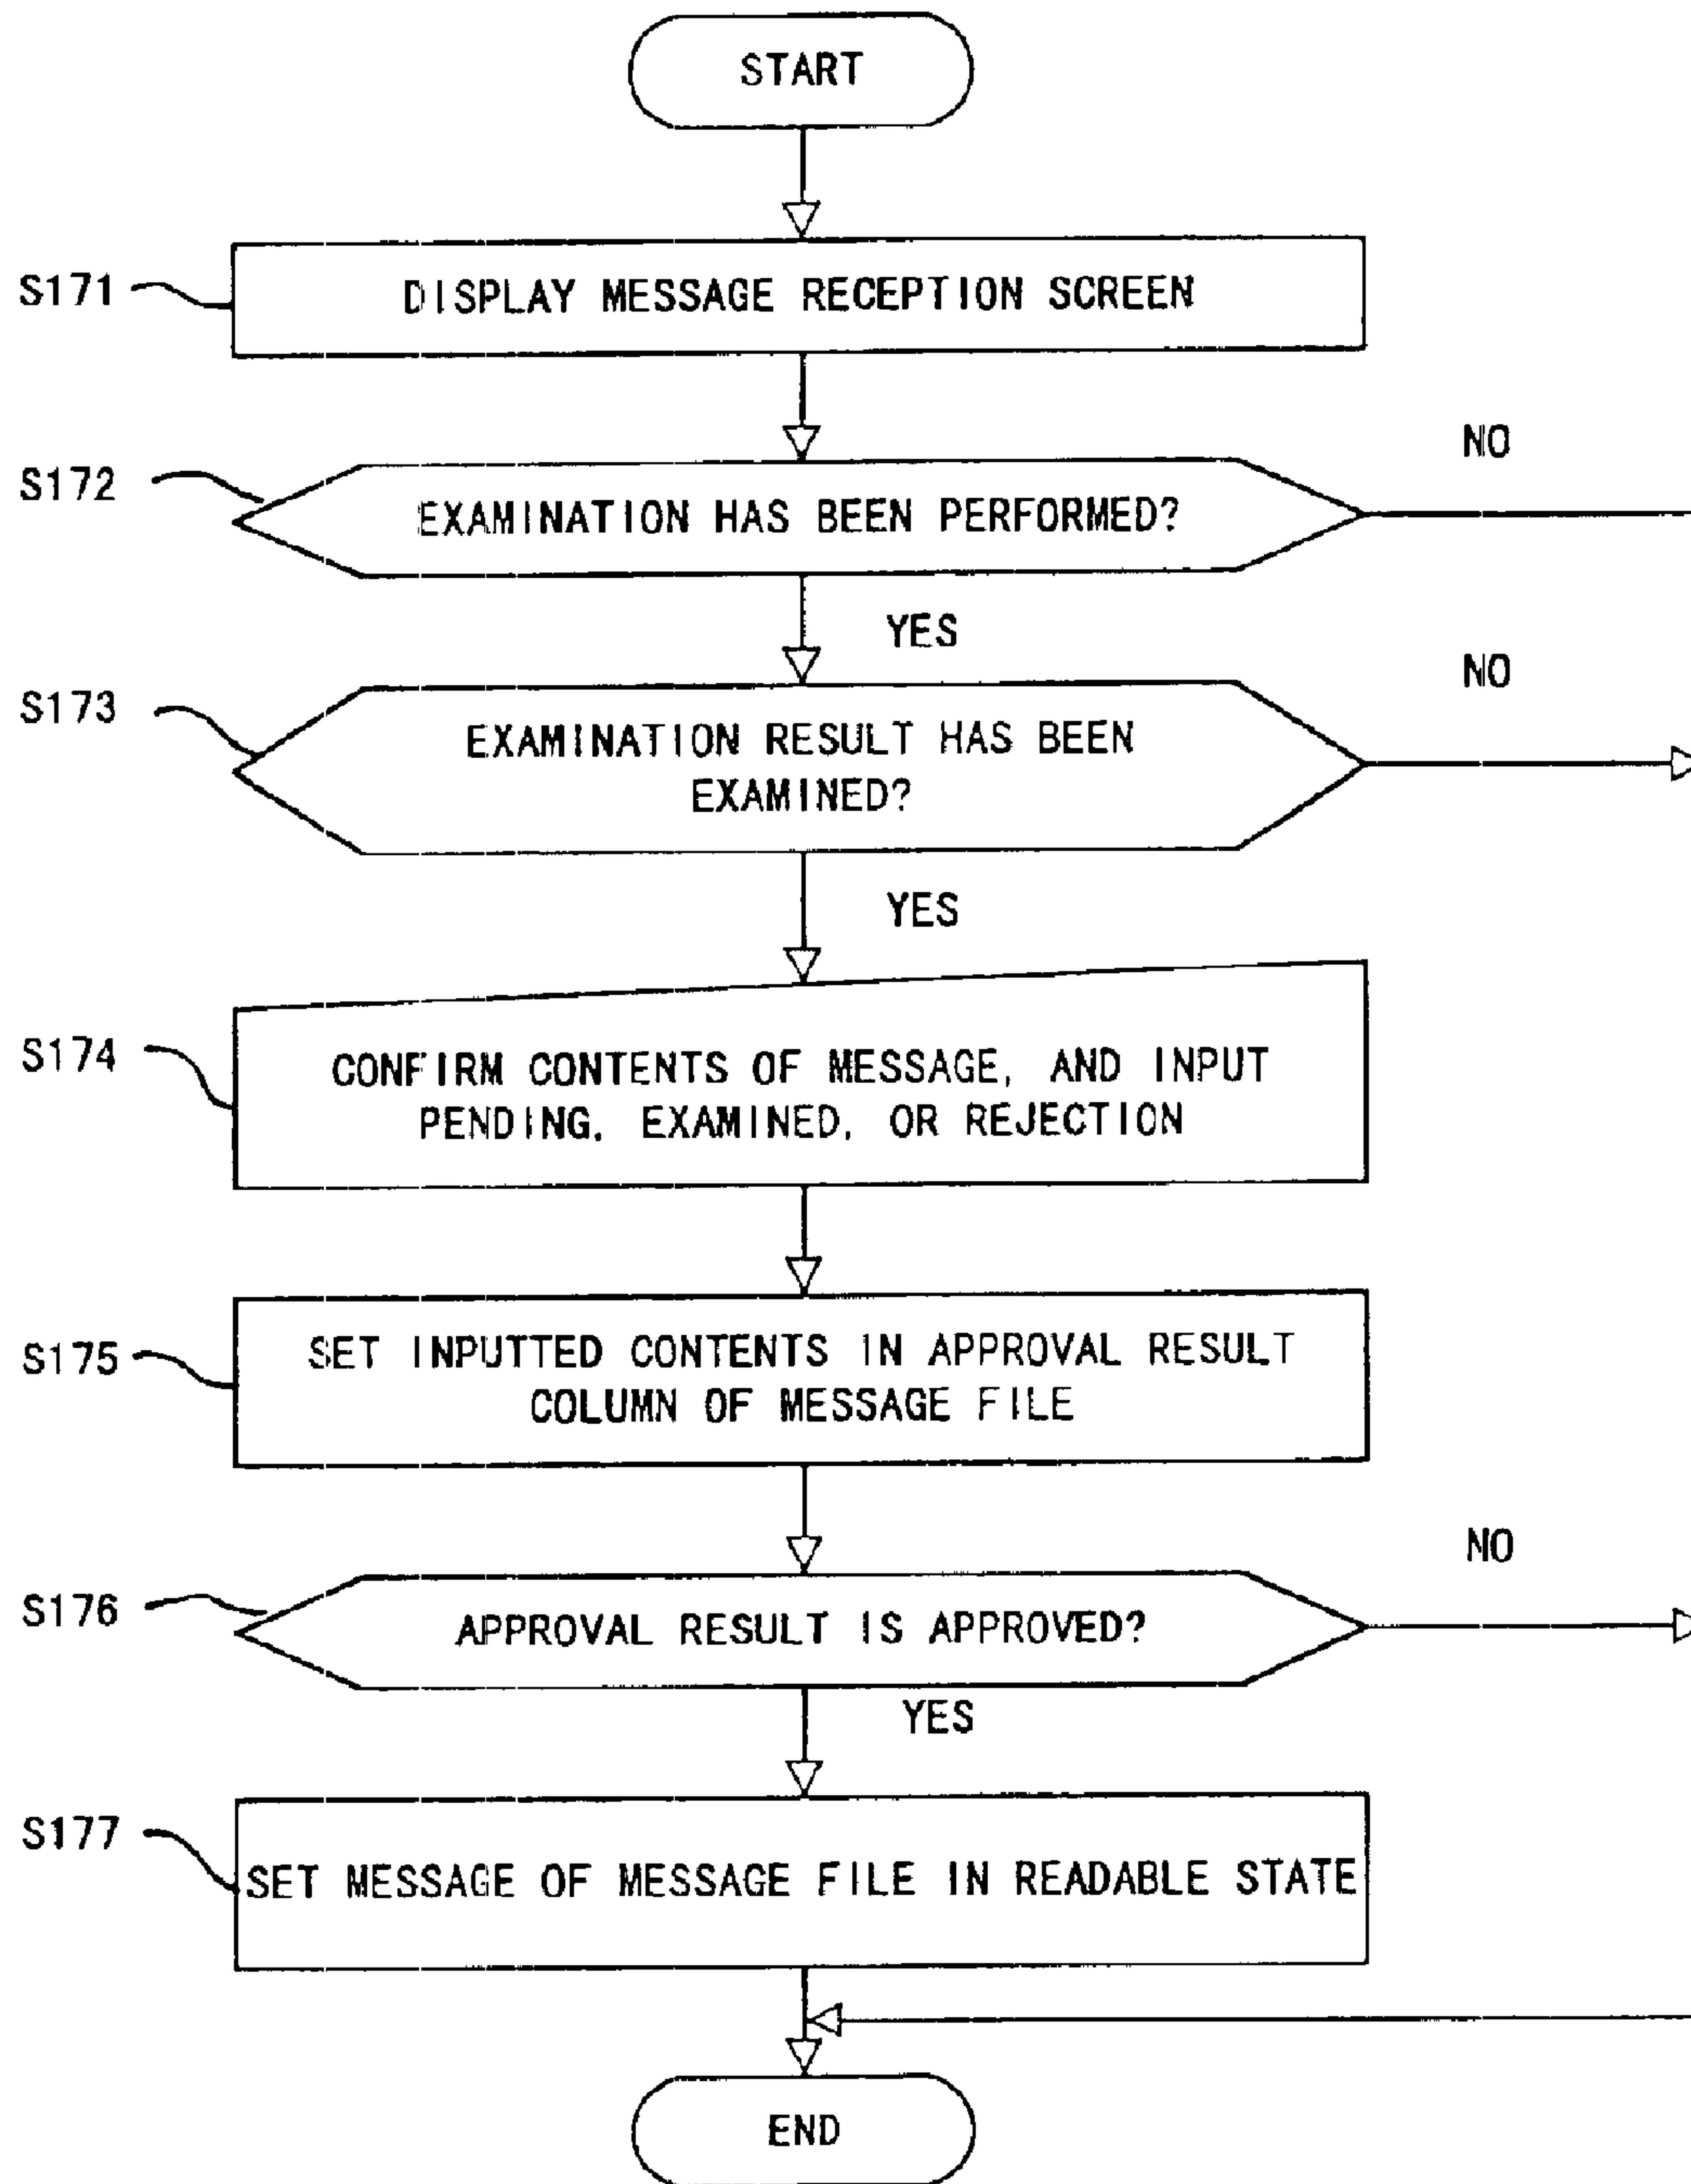 START
S171
DISPLAY MESSAGE RECEPTION SCREEN
NO
S172
EXAMINATION HAS BEEN PERFORMED?
YES
NO
S173
EXAMINATION RESULT HAS BEEN
EXAMINED?
YES
S174
CONFIRM CONTENTS OF MESSAGE, AND INPUT
PENDING, EXAMINED, OR REJECTION
S175
SET INPUTTED CONTENTS IN APPROVAL RESULT
COLUMN OF MESSAGE FILE
NO
S176
APPROVAL RESULT IS APPROVED?
YES
S177
SET MESSAGE OF MESSAGE FILE IN READABLE STATE
END